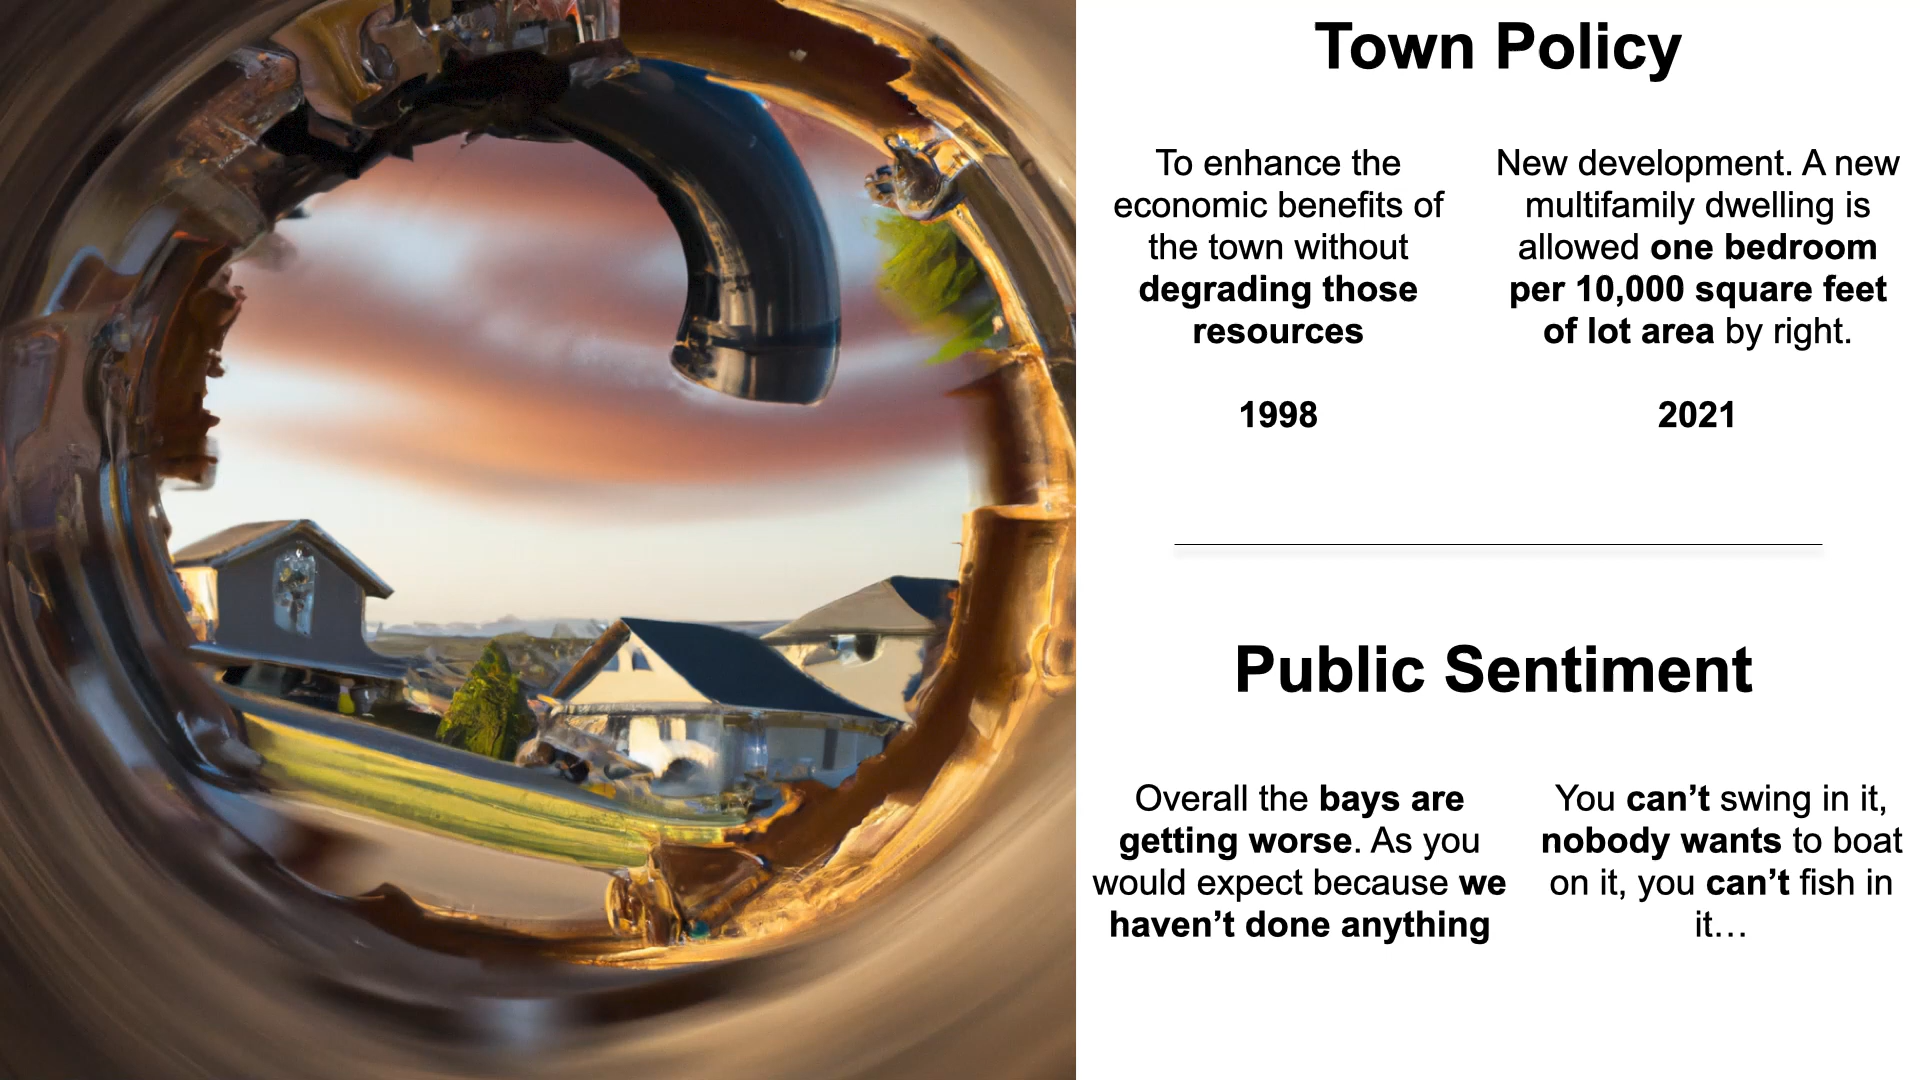 Town Policy
To enhance the
economic benefits of
the town without
degrading those
resources
1998
New development. A new
multifamily dwelling is
allowed one bedroom
per 10,000 square feet
of lot area by right.
2021
Public Sentiment
Overall the bays are
getting worse. As you
would expect because we
haven’t done anything
You can’t swing in it,
nobody wants to boat
on it, you can’t fish in
it…